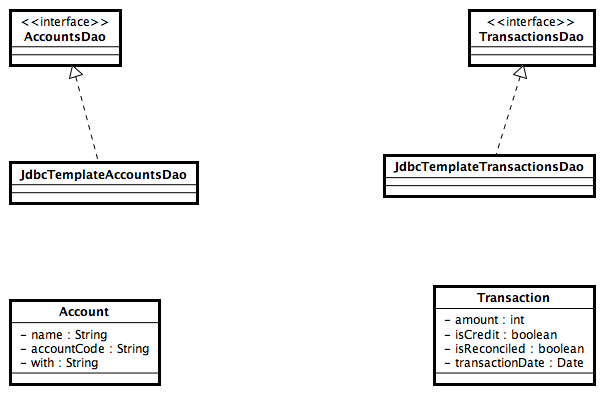 <<interface>>
AccountsDao
<<interface>>
TransactionsDao
JdbcTemplateAccountsDao
JdbcTemplateTransactionsDao
Account
- name : String
- accountCode : String
- with : String
Transaction
- amount : int
- isCredit : boolean
- isReconciled : boolean
- transactionDate : Date